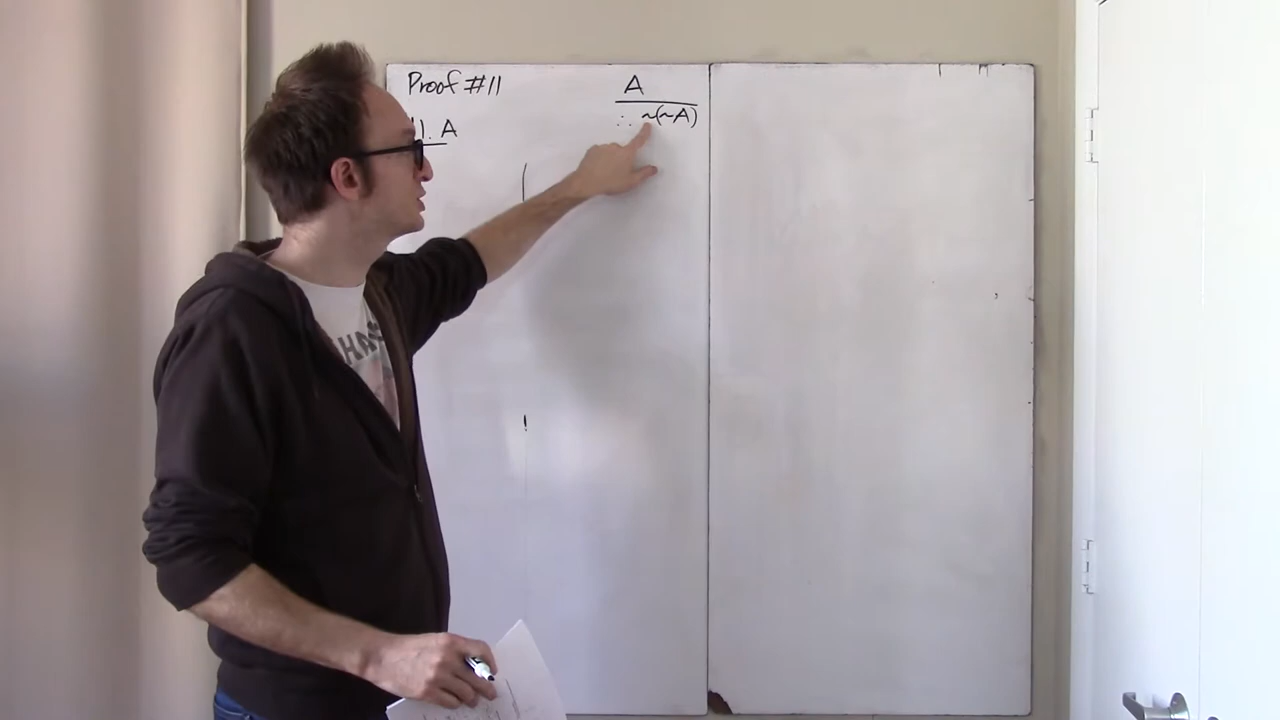 Proof #11
A
∴ ~(~A)
1. A